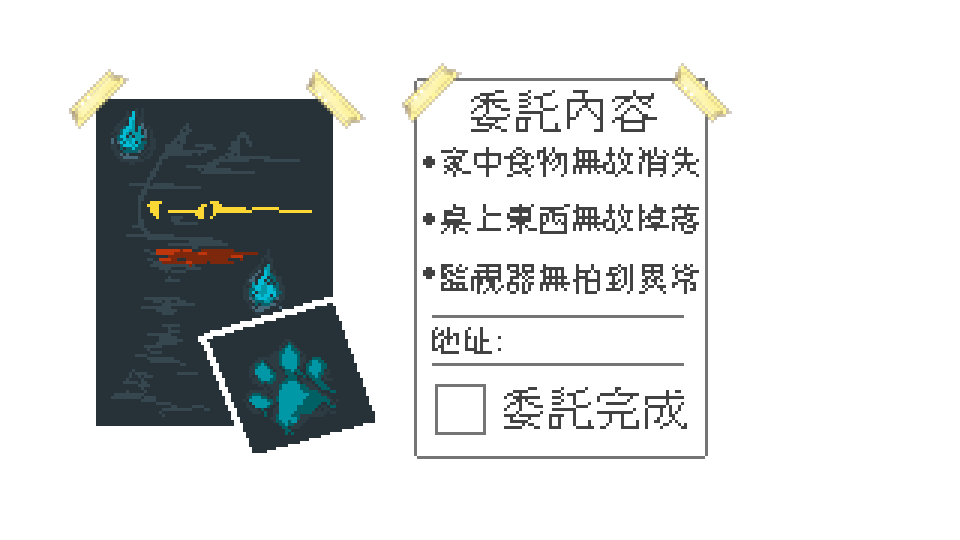 委託內容
•家中食物無故消失
•桌上東西無故掉落
•監視器無拍到異常
地址:
委託完成